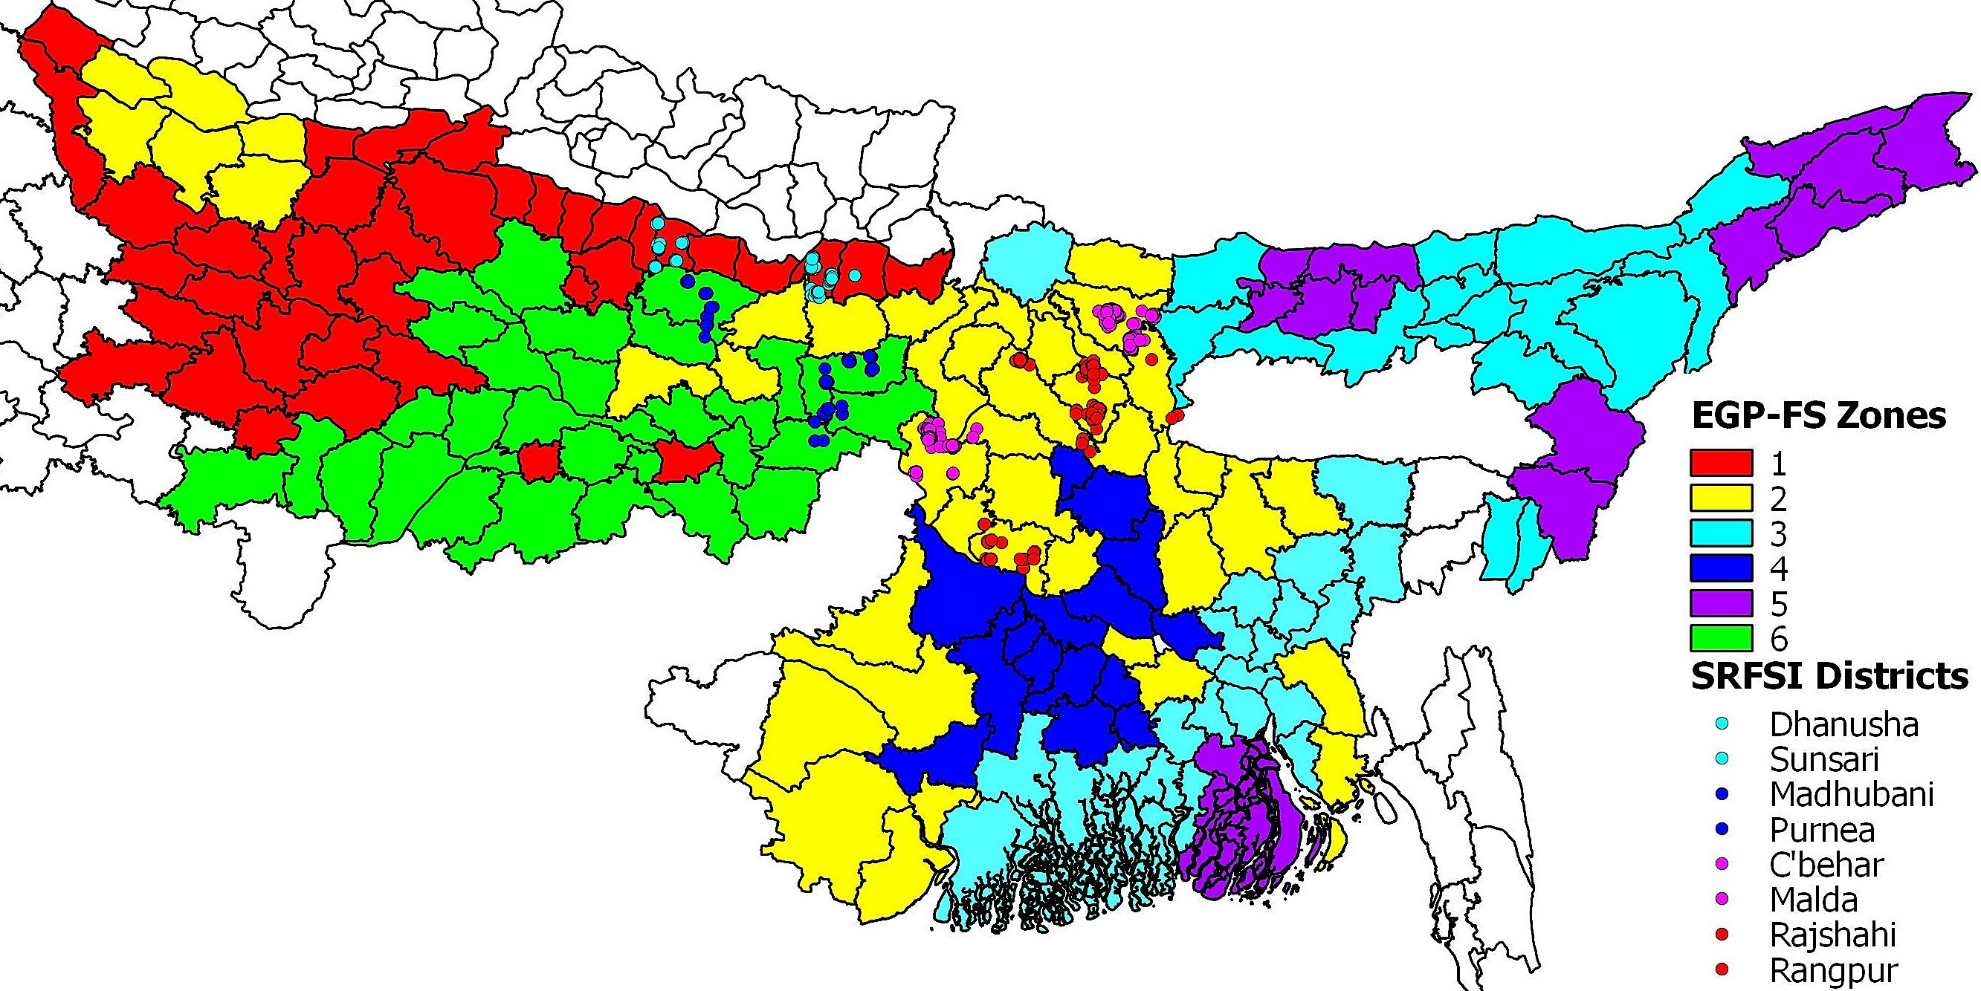 EGP-FS Zones
1
2
3
4
5
6
SRFSI Districts
Dhanusha
Sunsari
Madhubani
Purnea
C'behar
Malda
Rajshahi
Rangpur